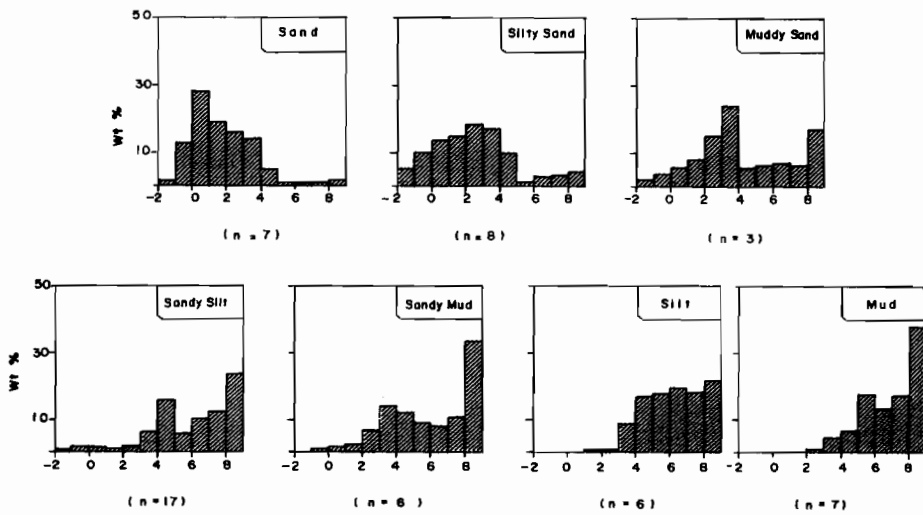 50 Sand Silty Sand Muddy Sand
30
Wt %
10
-2 0 2 4 6 8 -2 0 2 4 6 8 -2 0 2 4 6 8
(n = 7) (n = 8) (n = 3)
50 Sandy Silt Sandy Mud Silt Mud
30
Wt %
10
-2 0 2 4 6 8 -2 0 2 4 6 8 -2 0 2 4 6 8 -2 0 2 4 6 8
(n = 17) (n = 6) (n = 6) (n = 7)